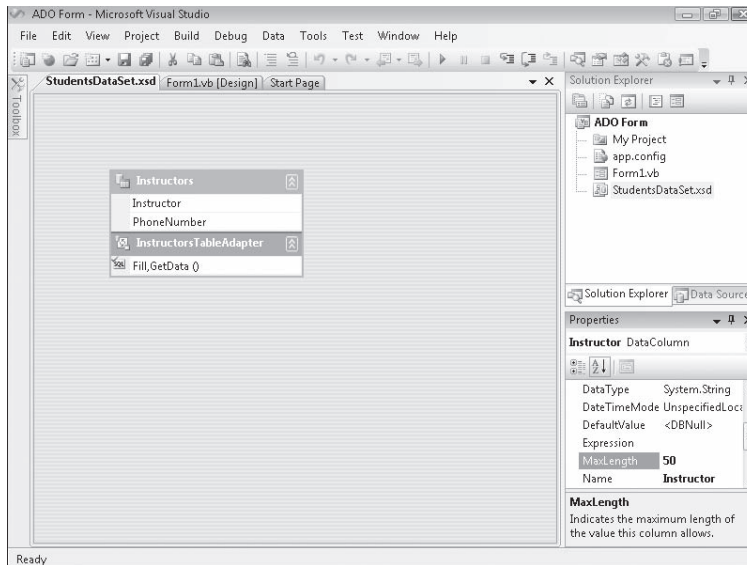 ADO Form - Microsoft Visual Studio
File Edit View Project Build Debug Data Tools Test Window Help
Toolbox
StudentsDataSet.xsd Form1.vb [Design] Start Page
Instructors
Instructor
PhoneNumber
InstructorsTableAdapter
SQL Fill,GetData ()
Solution Explorer
ADO Form
My Project
app.config
Form1.vb
StudentsDataSet.xsd
Solution Explorer Data Source
Properties
Instructor DataColumn
DataType System.String
DateTimeMode UnspecifiedLoca
DefaultValue <DBNull>
Expression
MaxLength 50
Name Instructor
MaxLength
Indicates the maximum length of
the value this column allows.
Ready